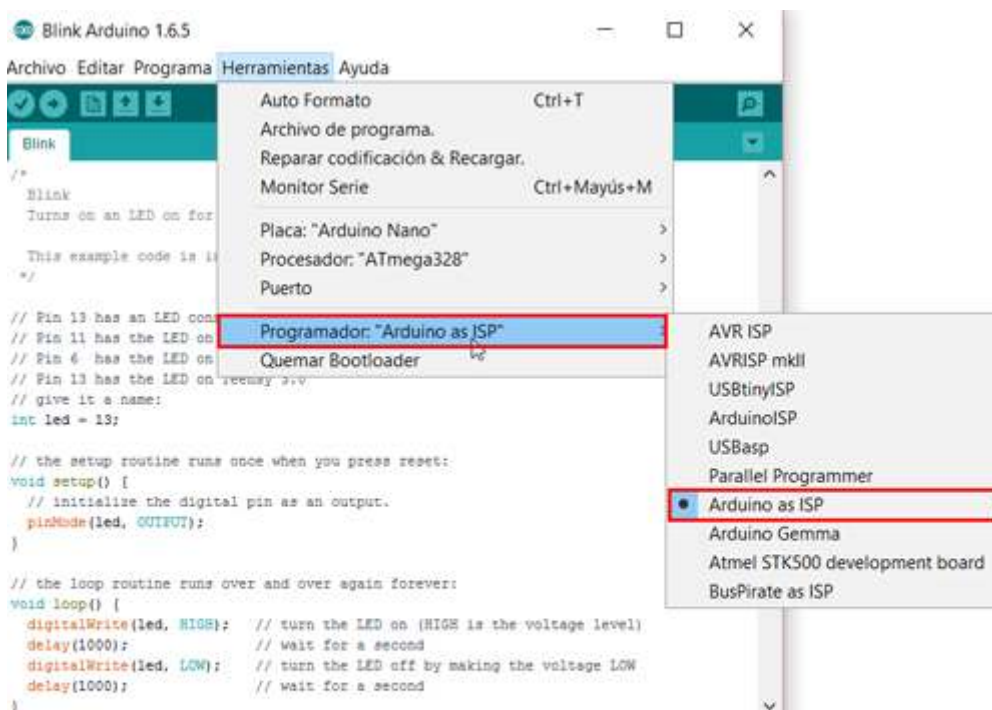 Blink Arduino 1.6.5
Archivo Editar Programa Herramientas Ayuda
Auto Formato Ctrl+T
Archivo de programa.
Reparar codificación & Recargar.
Monitor Serie Ctrl+Mayús+M
Placa: "Arduino Nano"
Procesador: "ATmega328"
Puerto
Programador: "Arduino as ISP"
Quemar Bootloader
AVR ISP
AVRISP mkII
USBtinyISP
ArduinoISP
USBasp
Parallel Programmer
Arduino as ISP
Arduino Gemma
Atmel STK500 development board
BusPirate as ISP
Blink
/*
Blink
Turns on an LED on for
This example code is
*/
// Pin 13 has an LED
// Pin 11 has the LED on
// Pin 6 has the LED on
// Pin 13 has the LED on Teensy 3.0
// give it a name:
int led = 13;
// the setup routine runs once when you press reset:
void setup() {
// initialize the digital pin as an output.
pinMode(led, OUTPUT);
}
// the loop routine runs over and over again forever:
void loop() {
digitalWrite(led, HIGH); // turn the LED on (HIGH is the voltage level)
delay(1000); // wait for a second
digitalWrite(led, LOW); // turn the LED off by making the voltage LOW
delay(1000); // wait for a second
}